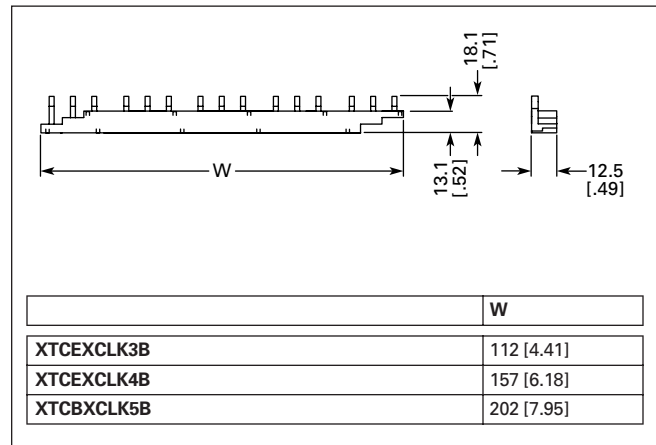 18.1
[.71]
W
13.1
[.52]
12.5
[.49]
W
XTCEXCLK3B 112 [4.41]
XTCEXCLK4B 157 [6.18]
XTCBXCLK5B 202 [7.95]